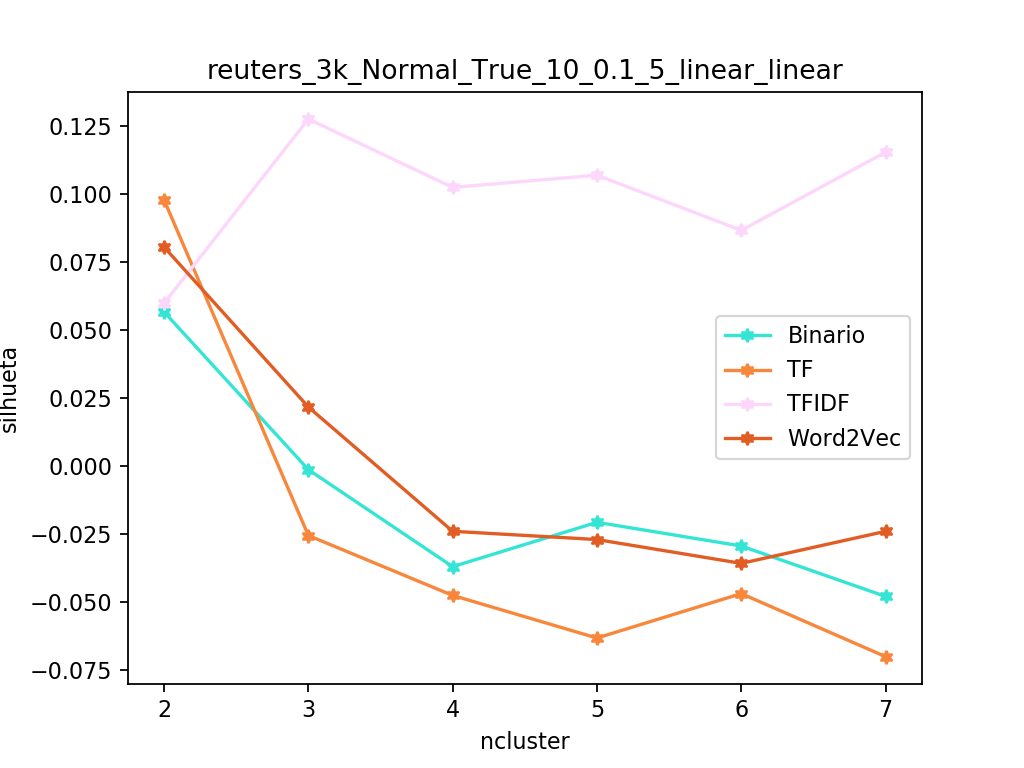 reuters_3k_Normal_True_10_0.1_5_linear_linear
0.125
0.100
0.075
0.050
0.025
0.000
−0.025
−0.050
−0.075
silhueta
Binario
TF
TFIDF
Word2Vec
2 3 4 5 6 7
ncluster